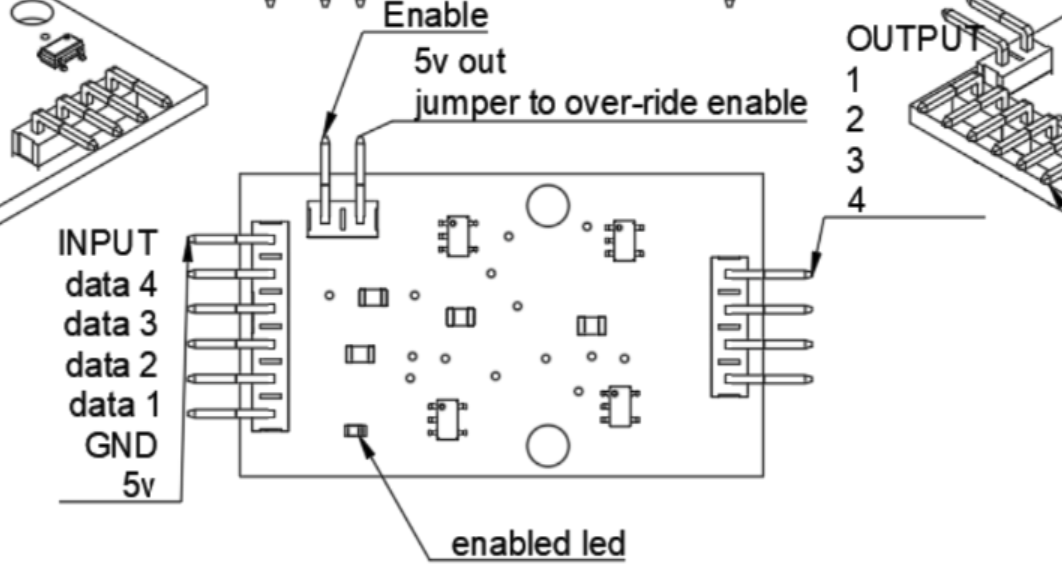 Enable
5v out
jumper to over-ride enable
OUTPUT
1
2
3
4
INPUT
data 4
data 3
data 2
data 1
GND
5v
enabled led